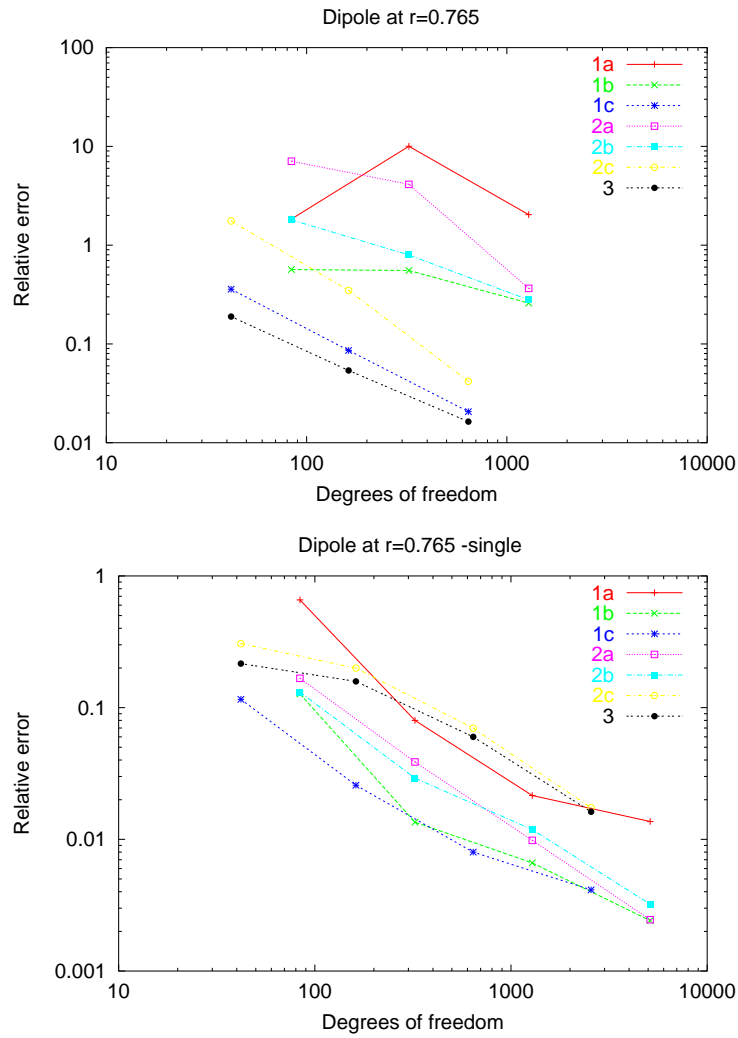 Dipole at r=0.765
100
10
1
0.1
0.01
Relative error
1a
1b
1c
2a
2b
2c
3
10
100
1000
10000
Degrees of freedom
Dipole at r=0.765 -single
1
0.1
0.01
0.001
Relative error
1a
1b
1c
2a
2b
2c
3
10
100
1000
10000
Degrees of freedom